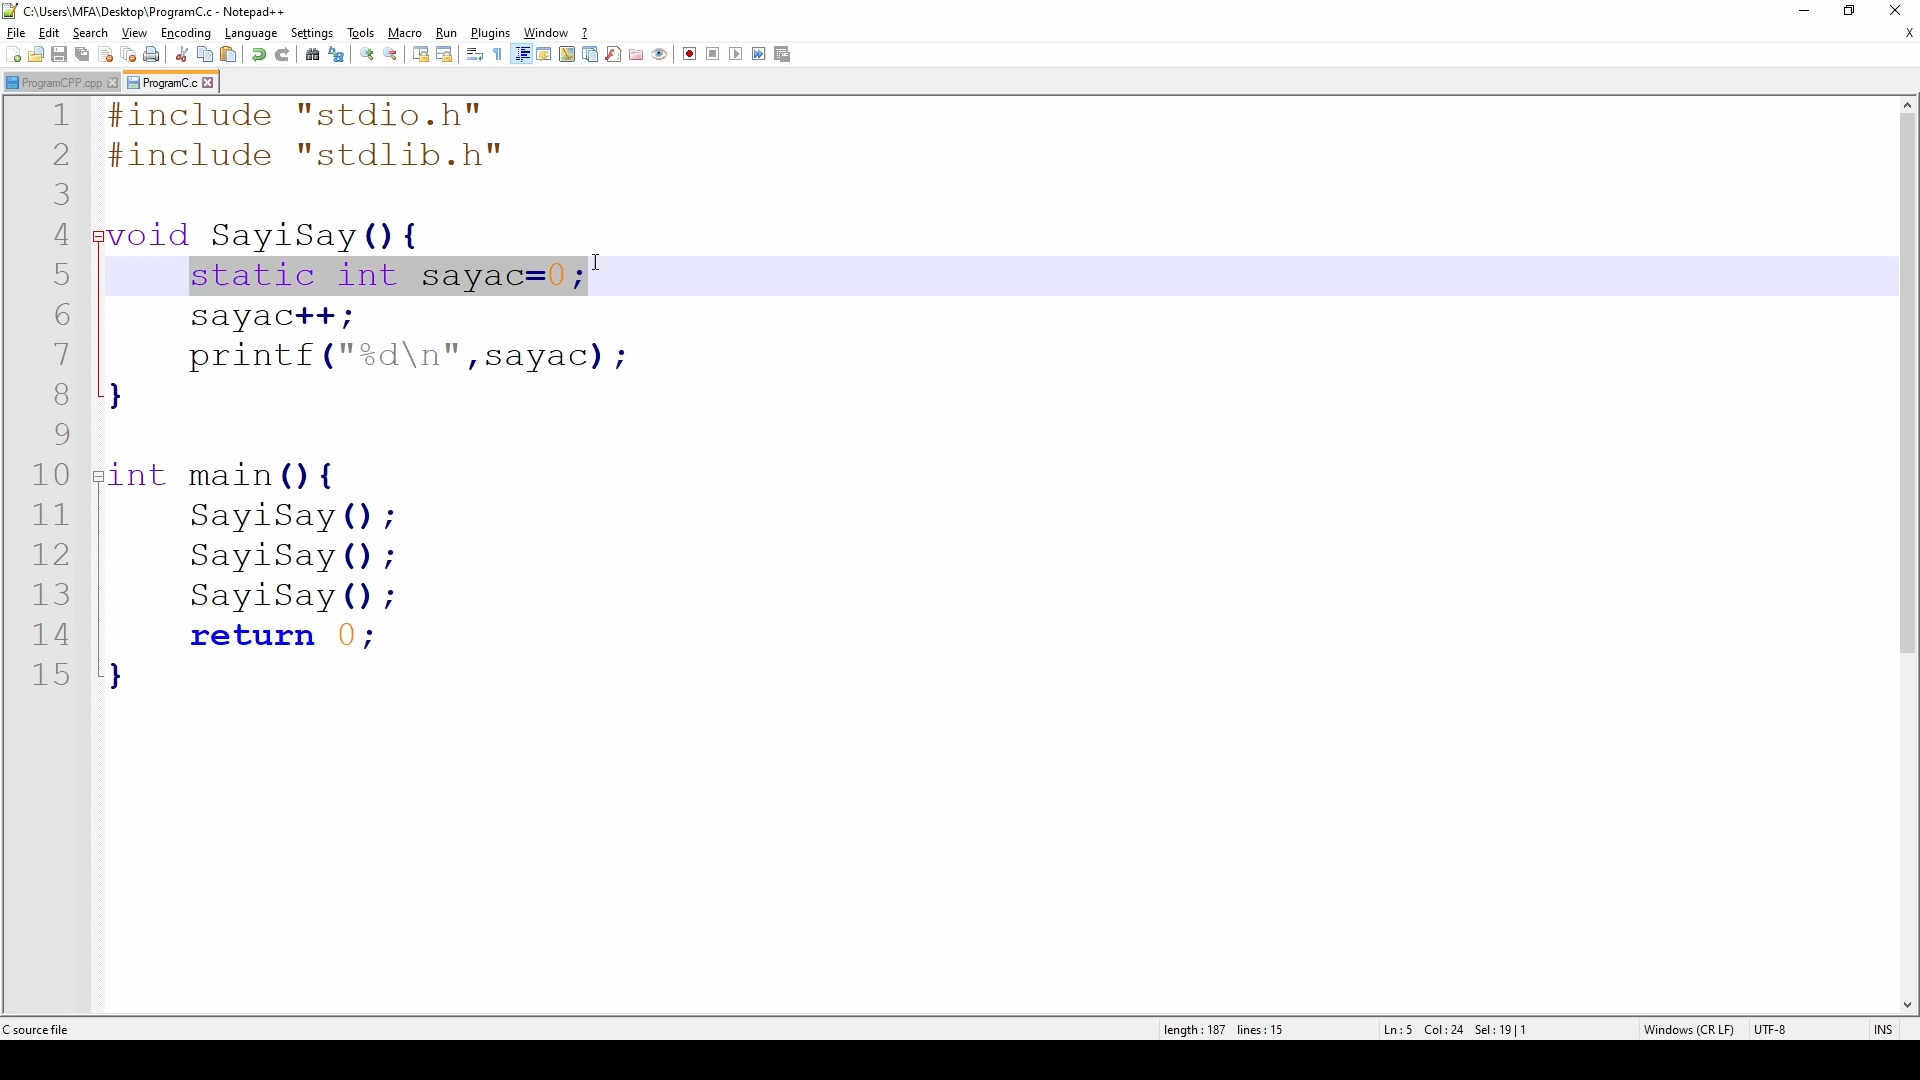 C:\Users\MFA\Desktop\ProgramC.c - Notepad++
File Edit Search View Encoding Language Settings Tools Macro Run Plugins Window ? X
ProgramCPP.cpp ProgramC.c
1 #include "stdio.h"
2 #include "stdlib.h"
3
4 void SayiSay(){
5 static int sayac=0;
6 sayac++;
7 printf("%d\n",sayac);
8 }
9
10 int main(){
11 SayiSay();
12 SayiSay();
13 SayiSay();
14 return 0;
15 }
C source file length : 187 lines : 15 Ln : 5 Col : 24 Sel : 19 | 1 Windows (CR LF) UTF-8 INS